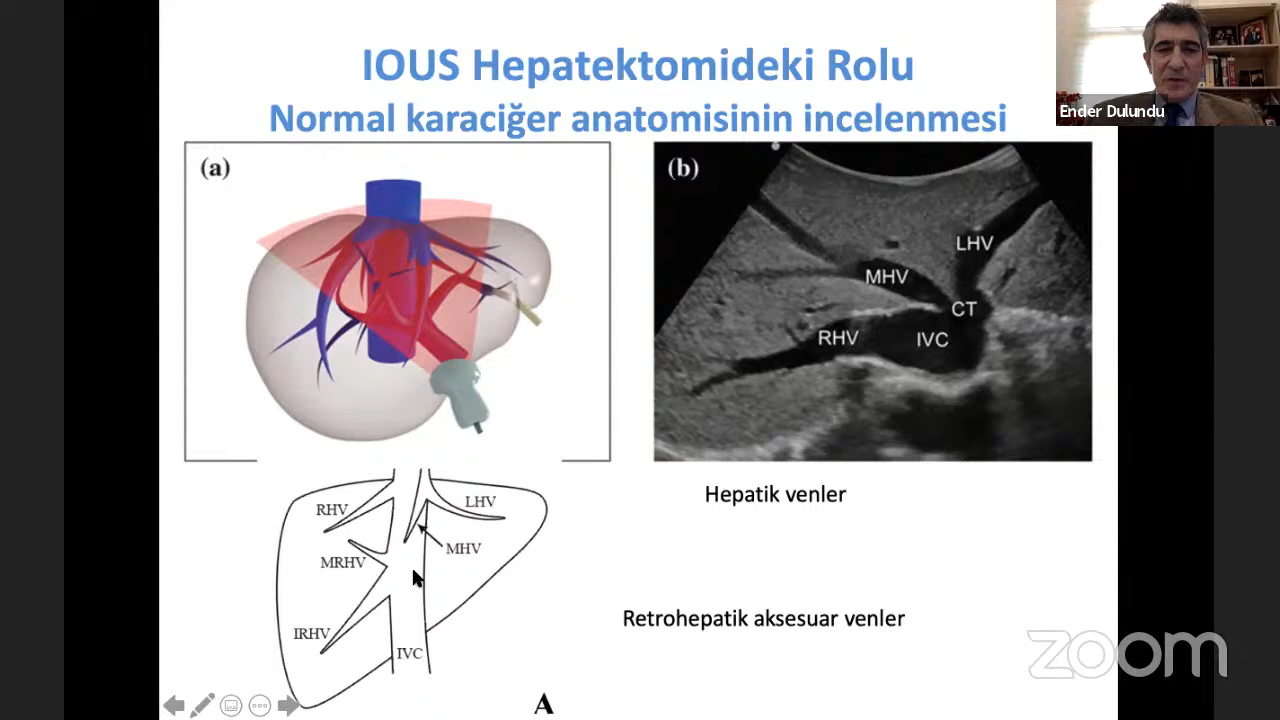 IOUS Hepatektomideki Rolu
Normal karaciğer anatomisinin incelenmesi
Ender Dulundu
(a)
(b)
LHV
MHV
CT
RHV
IVC
RHV
LHV
MHV
MRHV
IRHV
IVC
A
Hepatik venler
Retrohepatik aksesuar venler
zoom